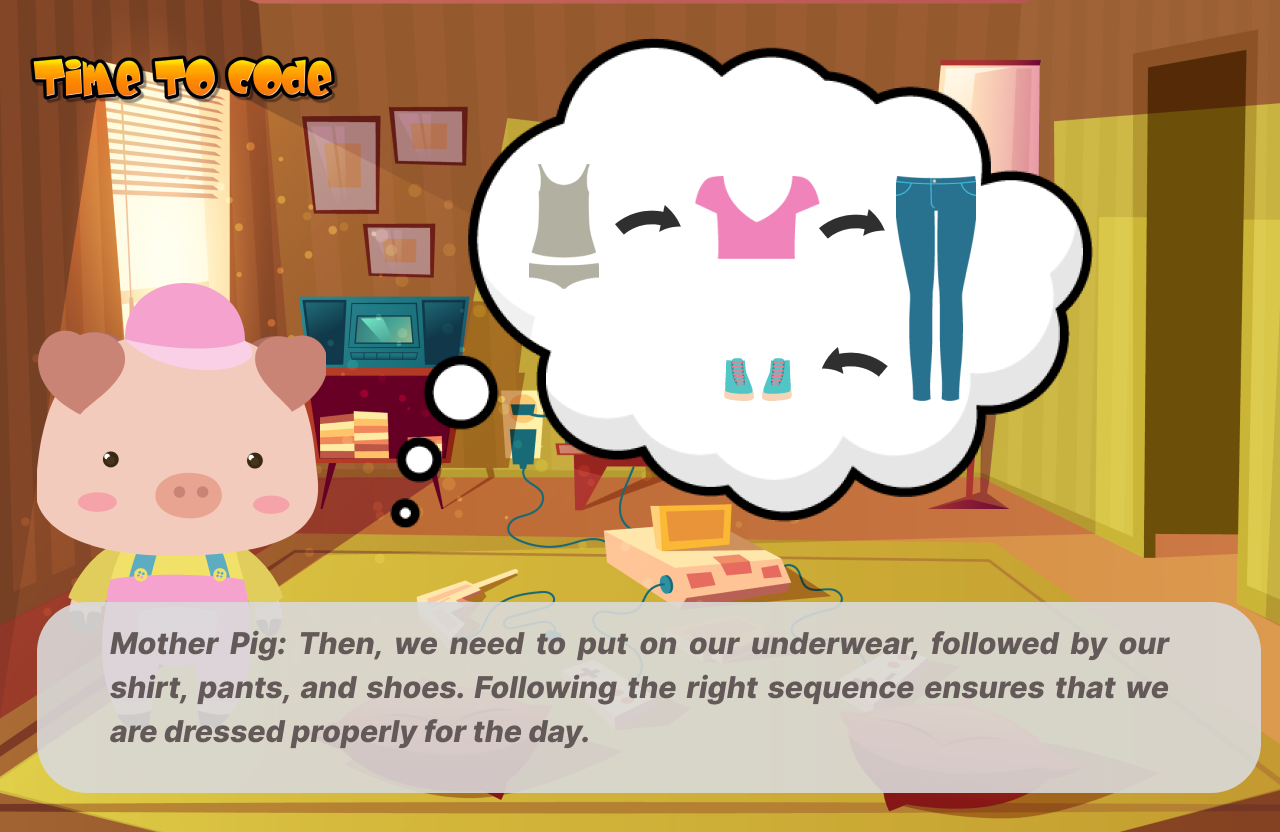 Time To Code
Mother Pig: Then, we need to put on our underwear, followed by our
shirt, pants, and shoes. Following the right sequence ensures that we
are dressed properly for the day.